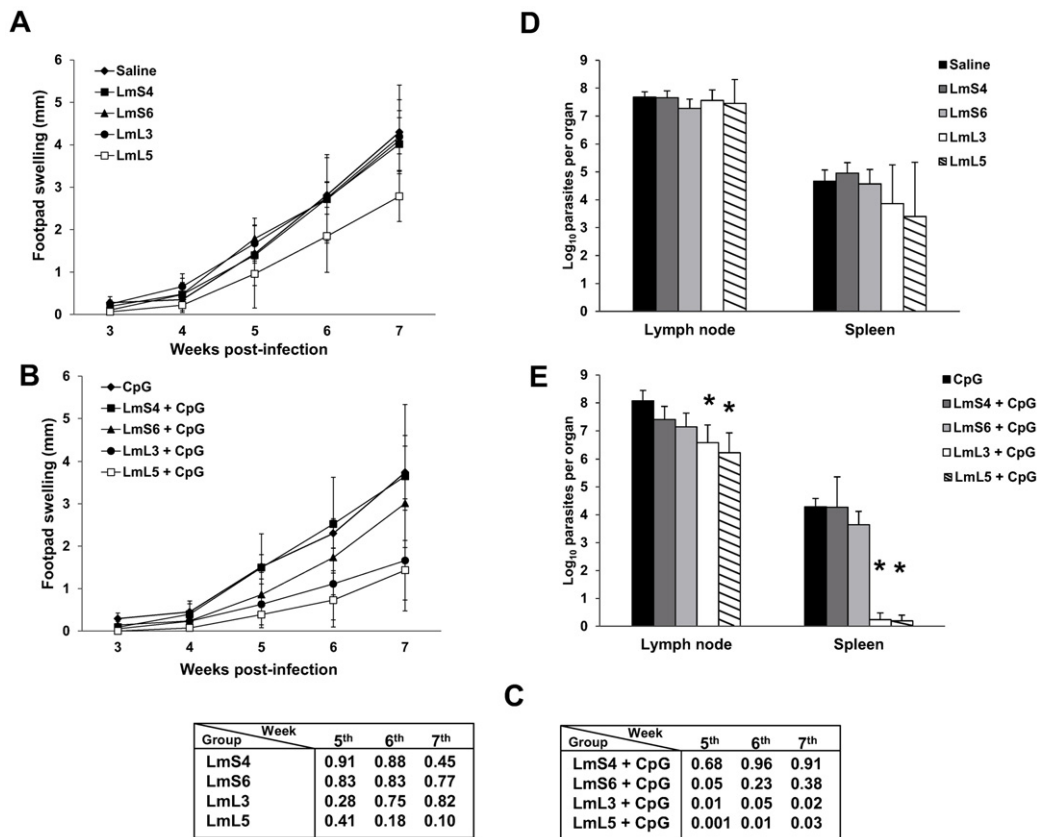 A
Footpad swelling (mm)
6
5
4
3
2
1
0
Saline
LmS4
LmS6
LmL3
LmL5
3 4 5 6 7
Weeks post-infection
D
Log10 parasites per organ
9
8
7
6
5
4
3
2
1
0
Saline
LmS4
LmS6
LmL3
LmL5
Lymph node Spleen
B
Footpad swelling (mm)
6
5
4
3
2
1
0
CpG
LmS4 + CpG
LmS6 + CpG
LmL3 + CpG
LmL5 + CpG
3 4 5 6 7
Weeks post-infection
E
Log10 parasites per organ
9
8
7
6
5
4
3
2
1
0
* *
* *
CpG
LmS4 + CpG
LmS6 + CpG
LmL3 + CpG
LmL5 + CpG
Lymph node Spleen
C
Week
Group 5th 6th 7th
LmS4 0.91 0.88 0.45
LmS6 0.83 0.83 0.77
LmL3 0.28 0.75 0.82
LmL5 0.41 0.18 0.10
Week
Group 5th 6th 7th
LmS4 + CpG 0.68 0.96 0.91
LmS6 + CpG 0.05 0.23 0.38
LmL3 + CpG 0.01 0.05 0.02
LmL5 + CpG 0.001 0.01 0.03